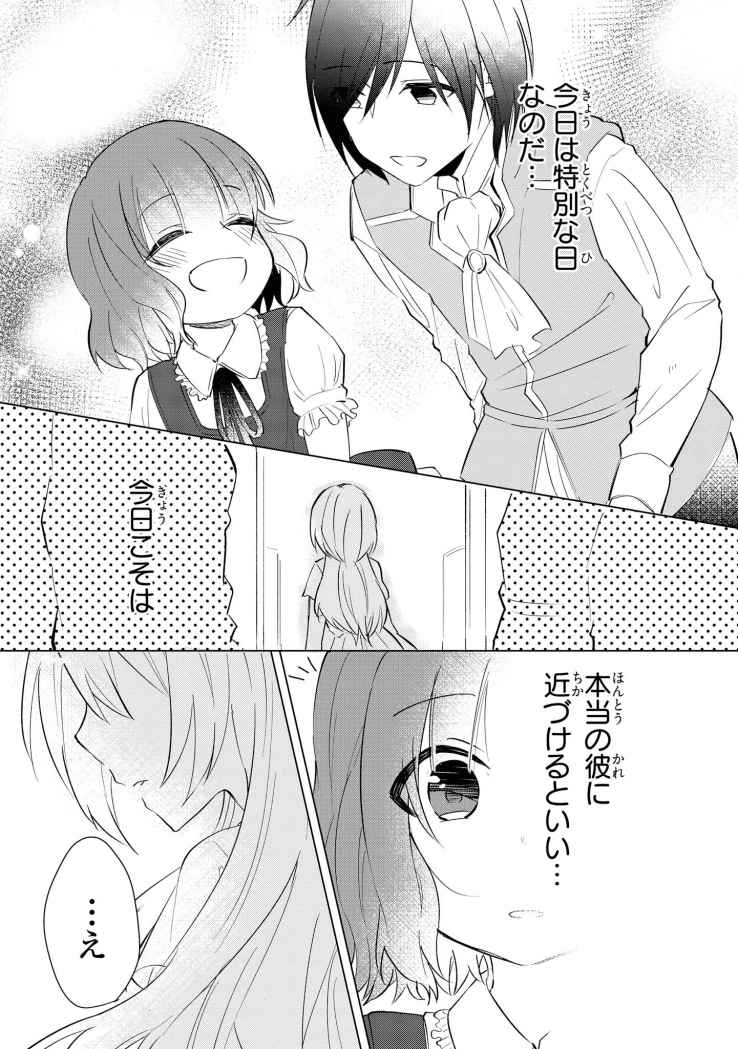 今日は特別な日
なのだ…
今日こそは
本当の彼に
近づけるといい…
…え